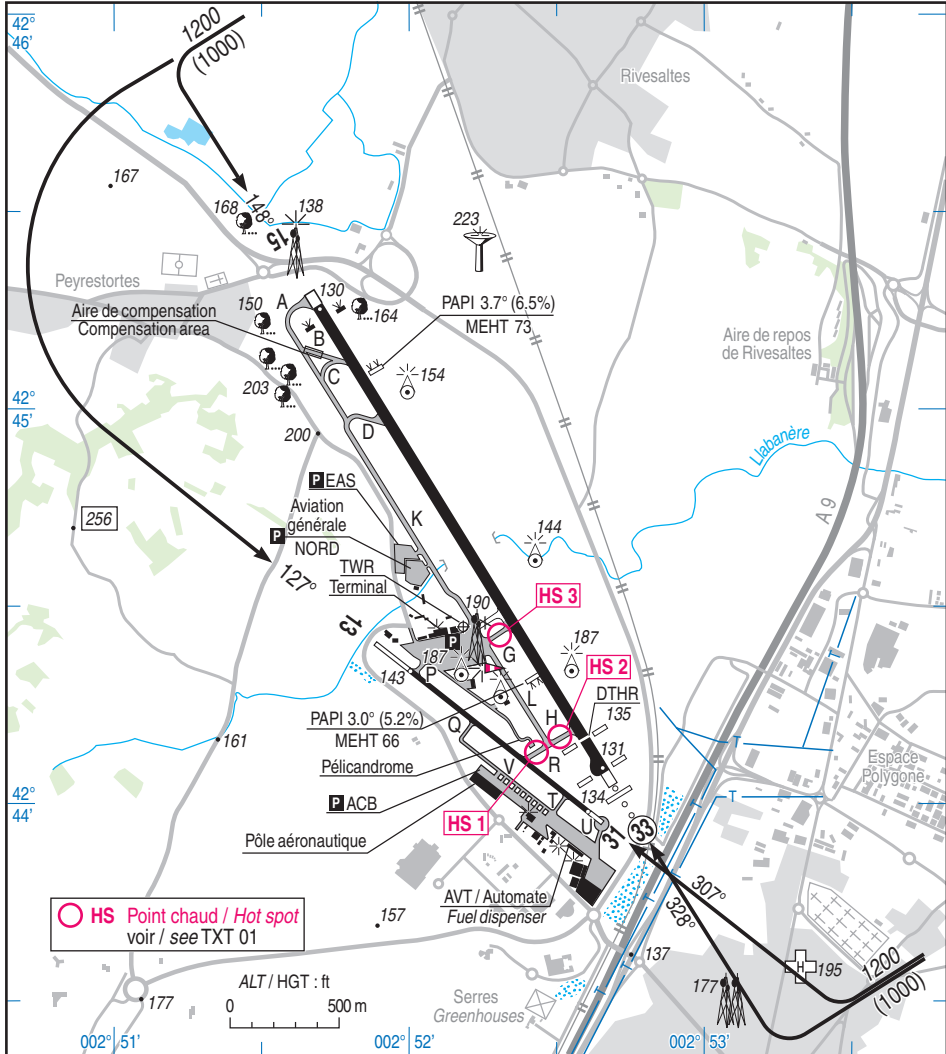 42°
46'
1200
(1000)
Rivesaltes
167
168
148°
138
15
223
Peyrestortes
A
130
150
164
PAPI 3.7° (6.5%)
MEHT 73
Aire de compensation
Compensation area
B
C
154
203
Aire de repos
de Rivesaltes
42°
45'
200
D
Llabanère
P EAS
K
A 9
256
Aviation
générale
P
NORD
144
127°
TWR
Terminal
190
HS 3
13
P
G
187
187
HS 2
143
P
L
DTHR
H
135
PAPI 3.0° (5.2%)
MEHT 66
Q
131
161
T
Pélicandrome
R
Espace
Polygone
V
T
T
P ACB
T
134
42°
44'
HS 1
U
Pôle aéronautique
31
33
307°
328°
AVT / Automate
Fuel dispenser
HS Point chaud / Hot spot
voir / see TXT 01
157
137
H
195
1200
(1000)
ALT / HGT : ft
177
177
T
0
500 m
Serres
Greenhouses
002° 51'
002° 52'
002° 53'